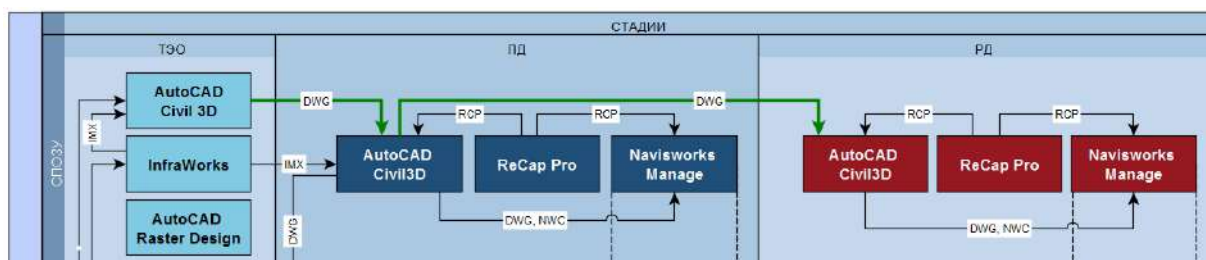 СТАДИИ
ТЭО
ПД
РД
СПОЗУ
AutoCAD
Civil 3D
DWG
DWG
IMX
RCP
RCP
RCP
RCP
InfraWorks
IMX
AutoCAD
Civil3D
ReCap Pro
Navisworks
Manage
AutoCAD
Civil3D
ReCap Pro
Navisworks
Manage
AutoCAD
Raster Design
DWG
DWG, NWC
DWG, NWC